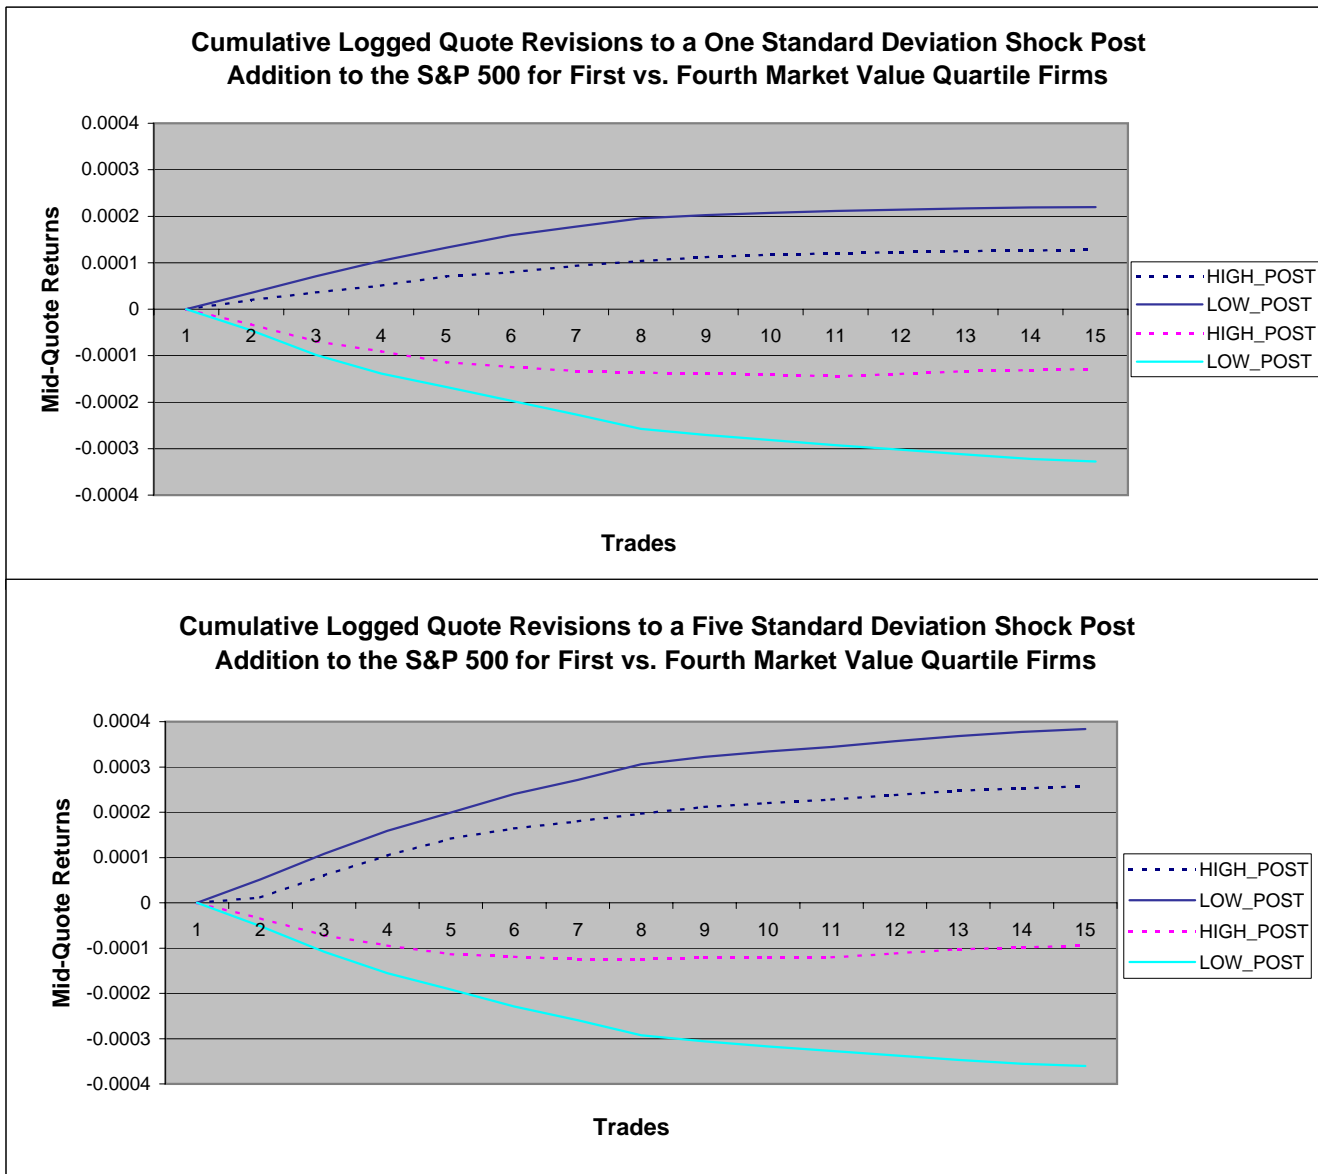 Cumulative Logged Quote Revisions to a One Standard Deviation Shock Post
Addition to the S&P 500 for First vs. Fourth Market Value Quartile Firms
0.0004
0.0003
0.0002
0.0001
0
-0.0001
-0.0002
-0.0003
-0.0004
Mid-Quote Returns
1 2 3 4 5 6 7 8 9 10 11 12 13 14 15
Trades
HIGH_POST
LOW_POST
HIGH_POST
LOW_POST
Cumulative Logged Quote Revisions to a Five Standard Deviation Shock Post
Addition to the S&P 500 for First vs. Fourth Market Value Quartile Firms
0.0004
0.0003
0.0002
0.0001
0
-0.0001
-0.0002
-0.0003
-0.0004
Mid-Quote Returns
1 2 3 4 5 6 7 8 9 10 11 12 13 14 15
Trades
HIGH_POST
LOW_POST
HIGH_POST
LOW_POST